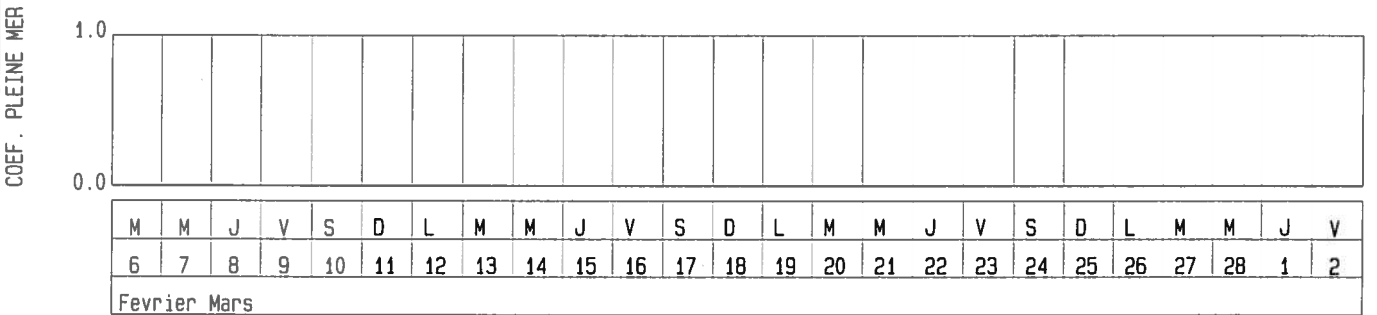 COEF. PLEINE MER
1.0
0.0
M M J V S D L M M J V S D L M M J V S D L M M J V
6 7 8 9 10 11 12 13 14 15 16 17 18 19 20 21 22 23 24 25 26 27 28 1 2
Fevrier Mars